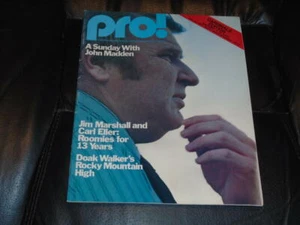 pro!
A Sunday With
John Madden
Jim Marshall and
Carl Eller:
Roomies for
13 Years
Doak Walker's
Rocky Mountain
High